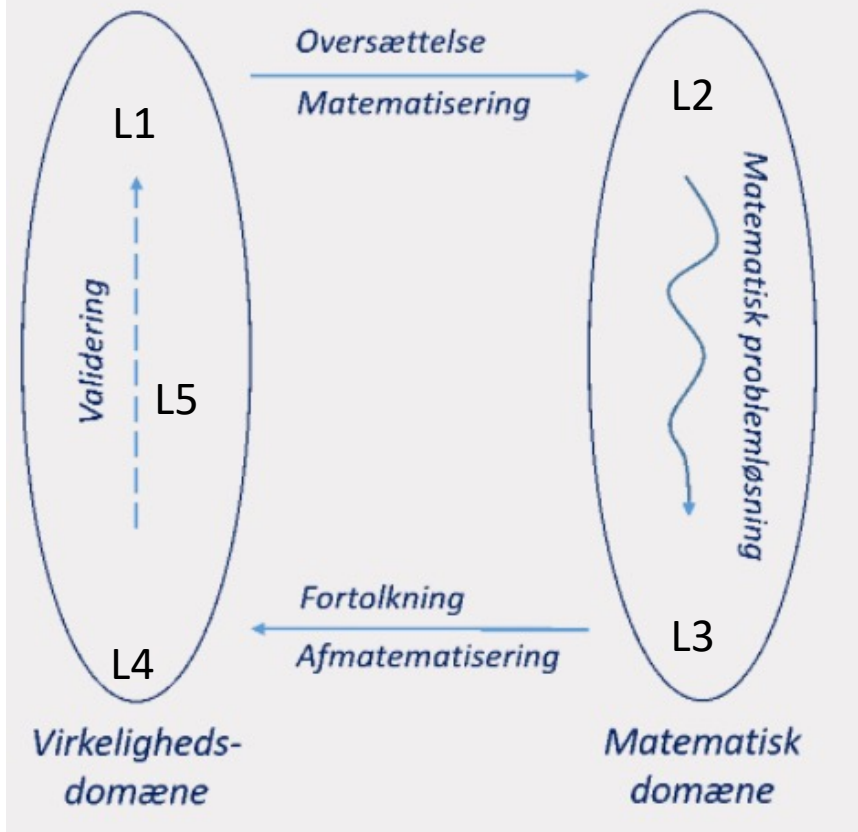 Oversættelse
Matematisering
L1
L2
Validering
L5
Matematisk problemløsning
Fortolkning
Afmatematisering
L4
L3
Virkeligheds-
domæne
Matematisk
domæne